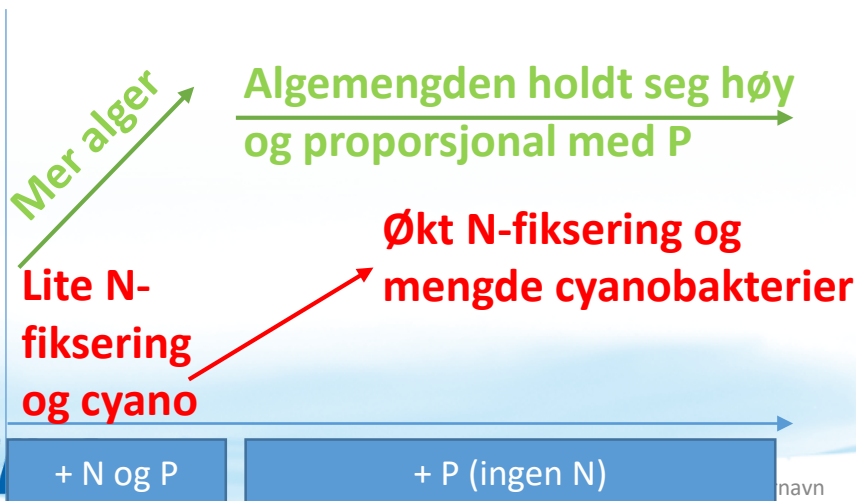 Mer alger
Algemengden holdt seg høy
og proporsjonal med P
Økt N-fiksering og
mengde cyanobakterier
Lite N-
fiksering
og cyano
+ N og P
+ P (ingen N)